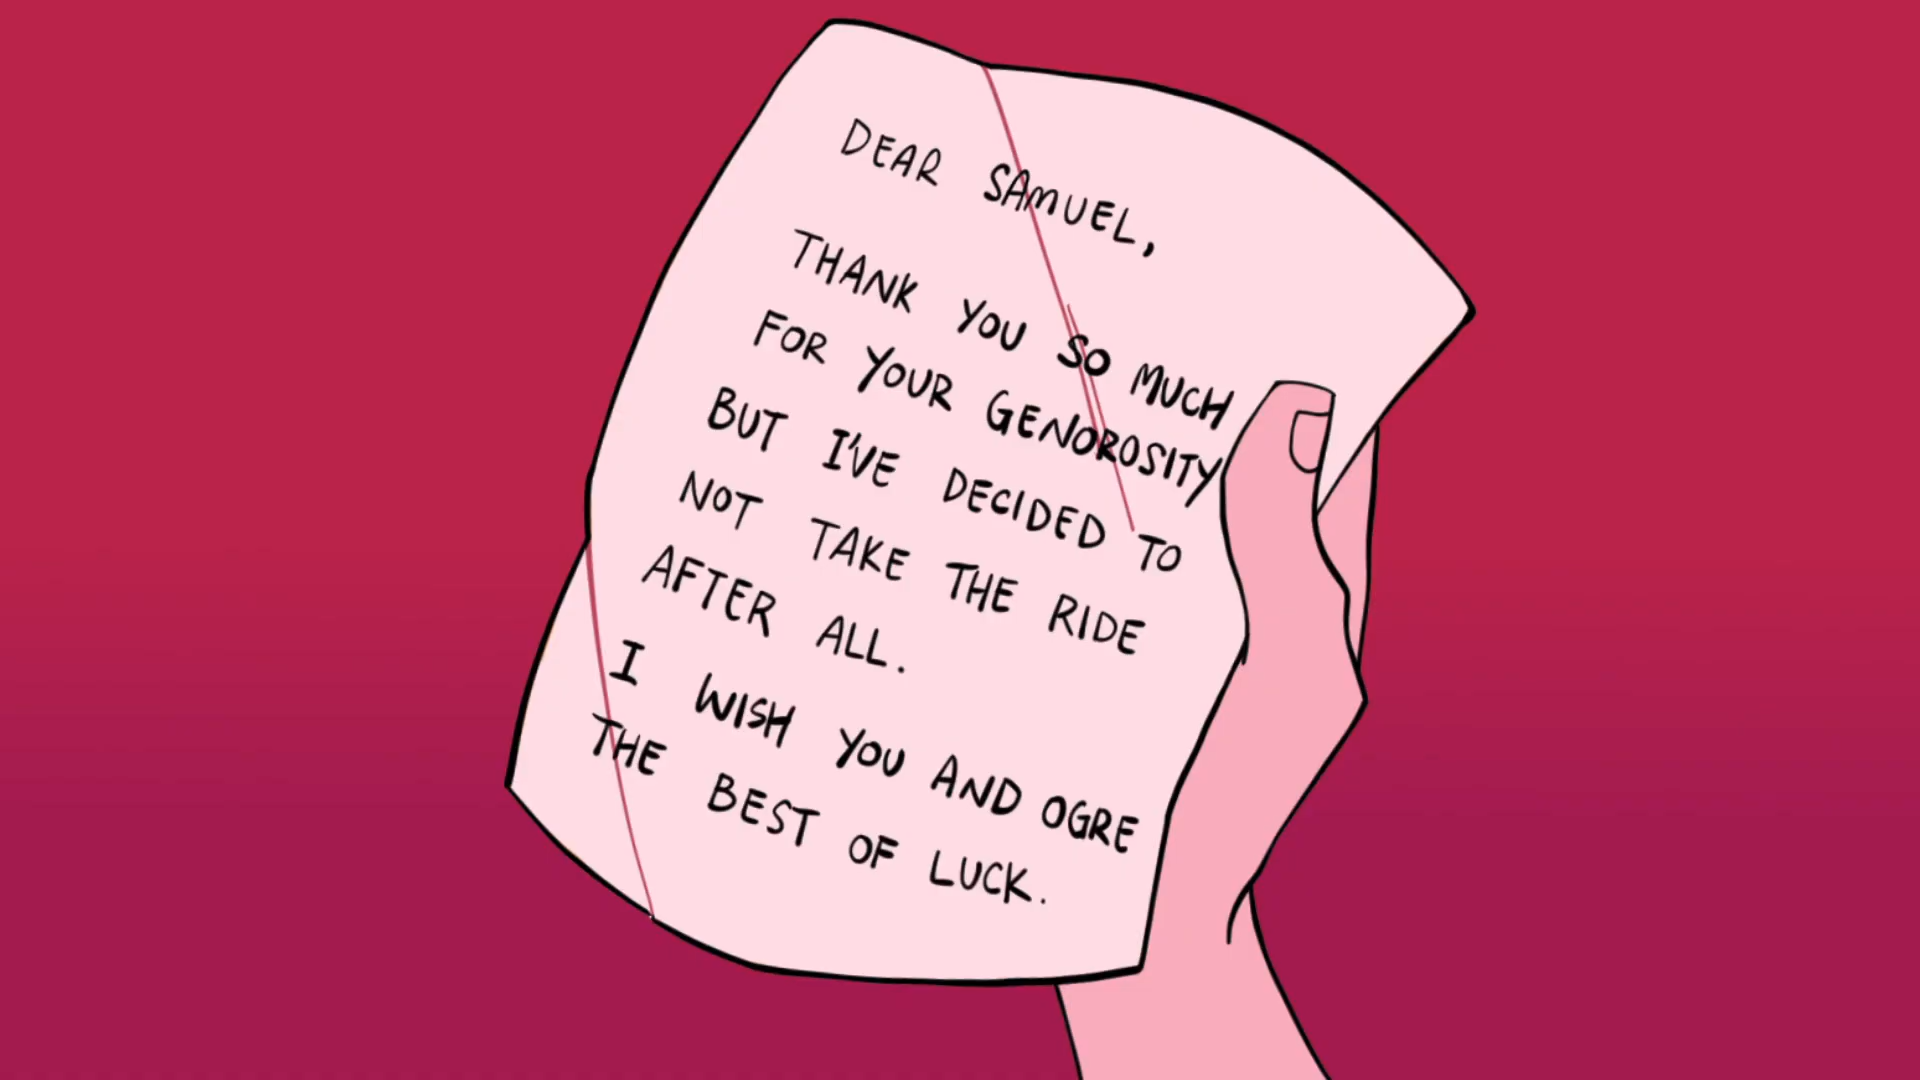 DEAR SAMUEL,
THANK YOU SO MUCH
FOR YOUR GENOROSITY
BUT I'VE DECIDED TO
NOT TAKE THE RIDE
AFTER ALL.
I WISH YOU AND OGRE
THE BEST OF LUCK.